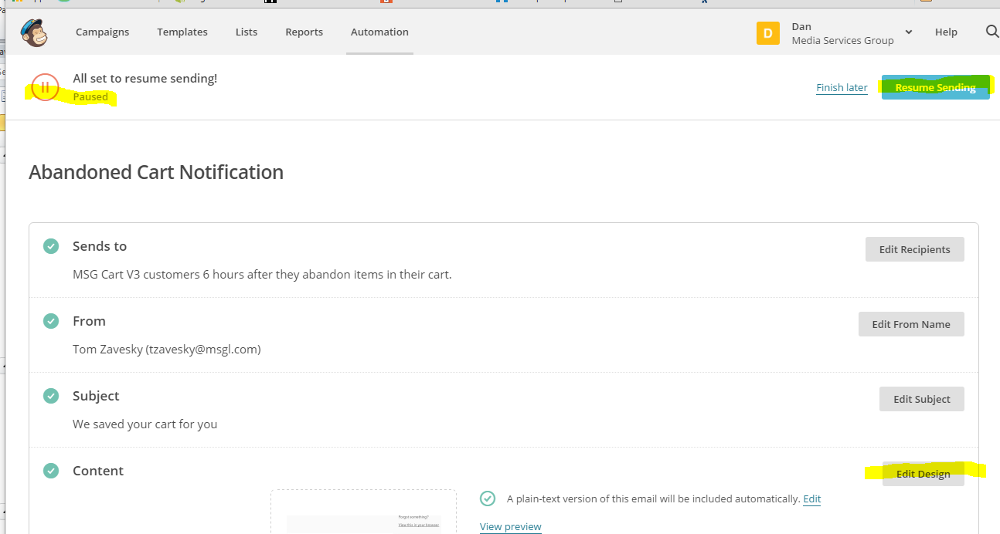 Campaigns Templates Lists Reports Automation
D
Dan
Media Services Group
Help
All set to resume sending!
Paused
Finish later
Resume Sending
Abandoned Cart Notification
Sends to
Edit Recipients
MSG Cart V3 customers 6 hours after they abandon items in their cart.
From
Edit From Name
Tom Zavesky (tzavesky@msgl.com)
Subject
Edit Subject
We saved your cart for you
Content
Edit Design
A plain-text version of this email will be included automatically. Edit
Forgot something?
View this in your browser
View preview